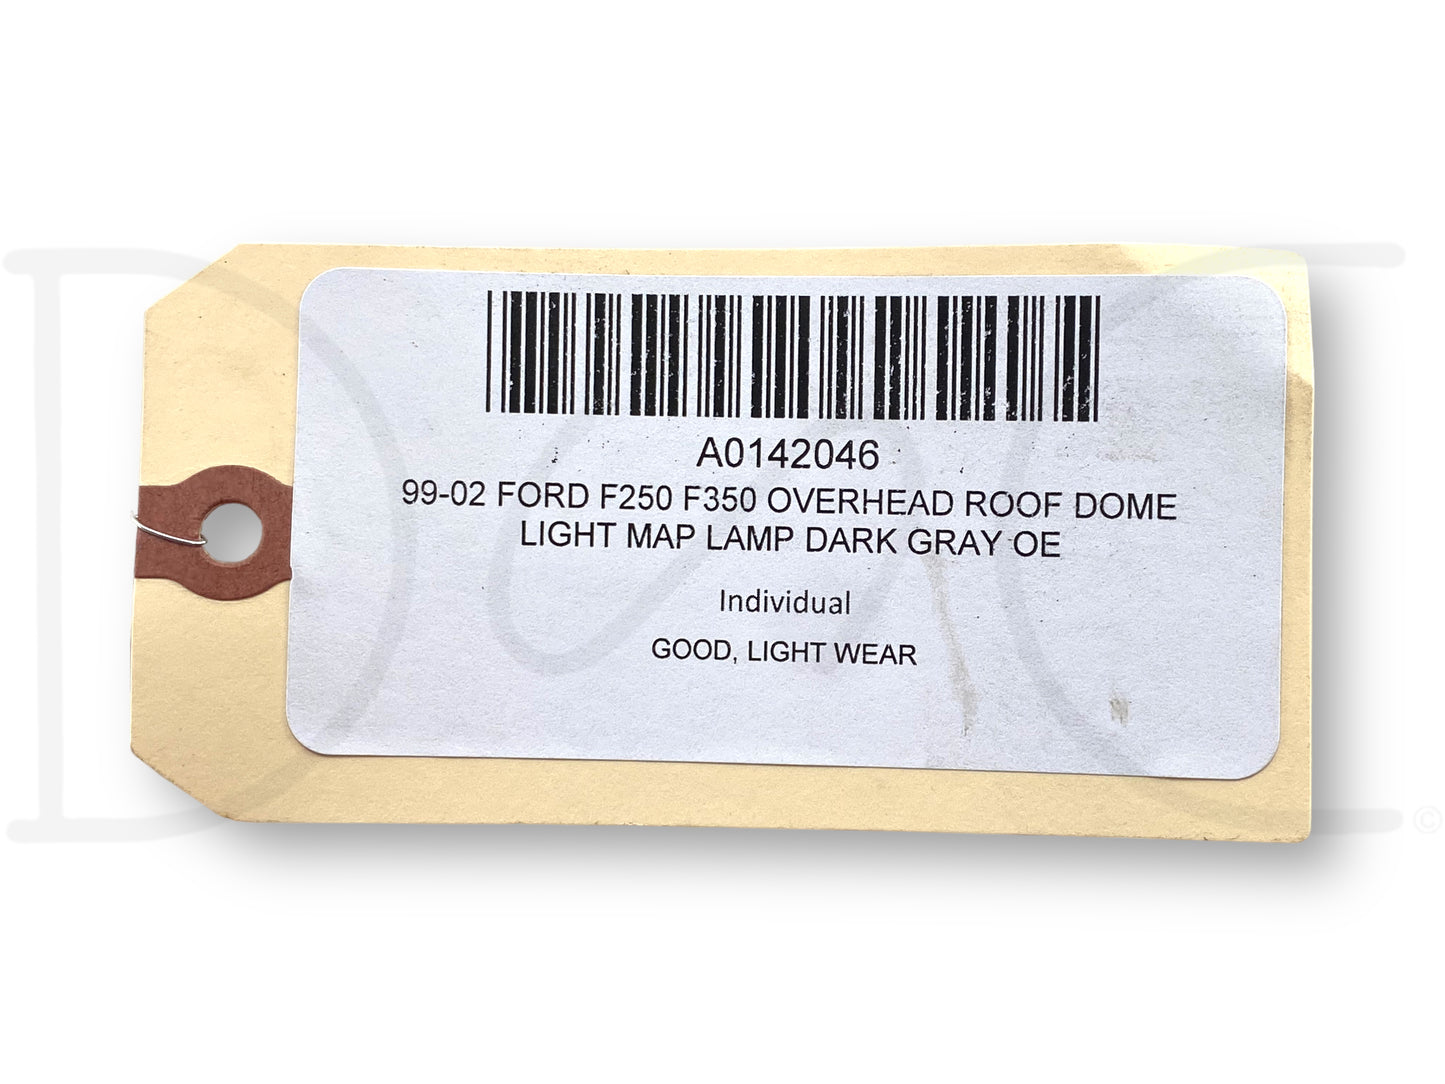 A0142046
99-02 FORD F250 F350 OVERHEAD ROOF DOME
LIGHT MAP LAMP DARK GRAY OE
Individual
GOOD, LIGHT WEAR
©